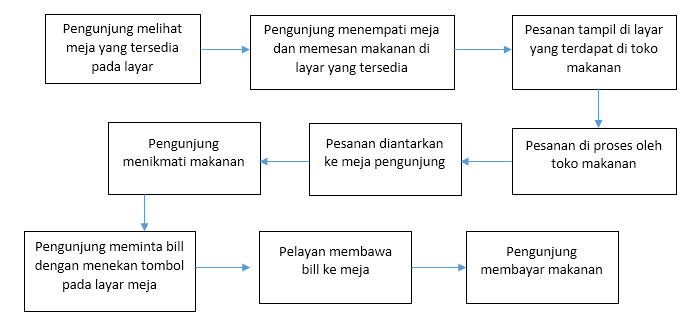 Pengunjung melihat
meja yang tersedia
pada layar
Pengunjung menempati meja
dan memesan makanan di
layar yang tersedia
Pesanan tampil di layar
yang terdapat di toko
makanan
Pesanan di proses oleh
toko makanan
Pesanan diantarkan
ke meja pengunjung
Pengunjung
menikmati makanan
Pengunjung meminta bill
dengan menekan tombol
pada layar meja
Pelayan membawa
bill ke meja
Pengunjung
membayar makanan